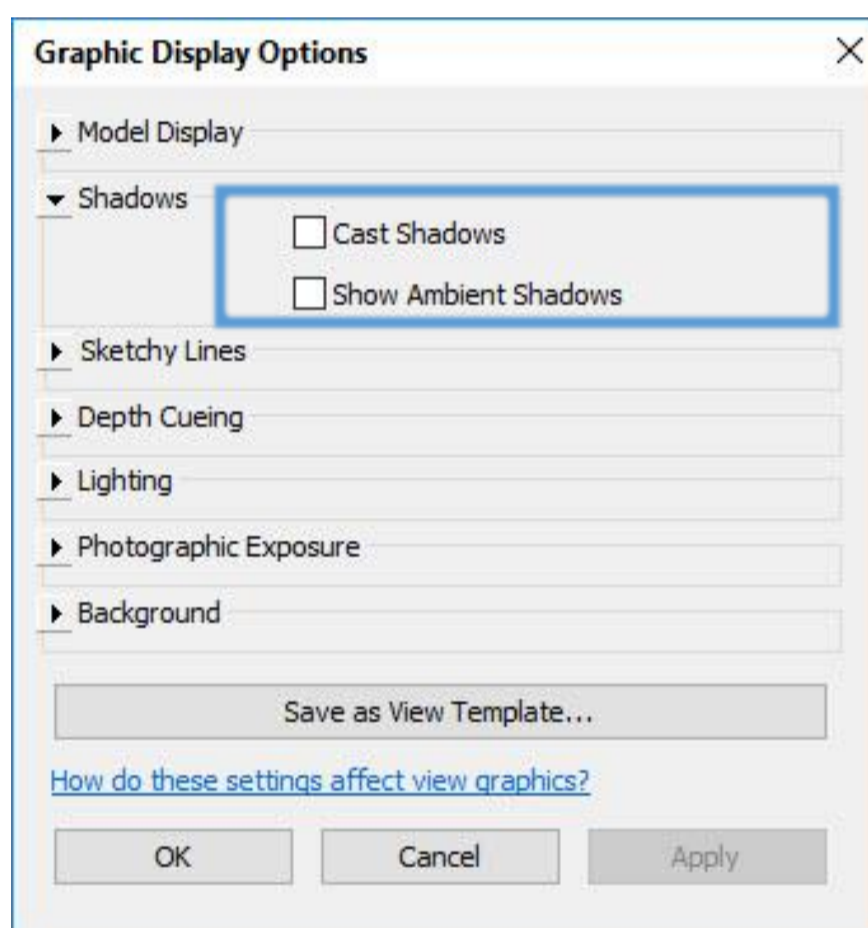 Graphic Display Options
Model Display
Shadows
Cast Shadows
Show Ambient Shadows
Sketchy Lines
Depth Cueing
Lighting
Photographic Exposure
Background
Save as View Template...
How do these settings affect view graphics?
OK Cancel Apply